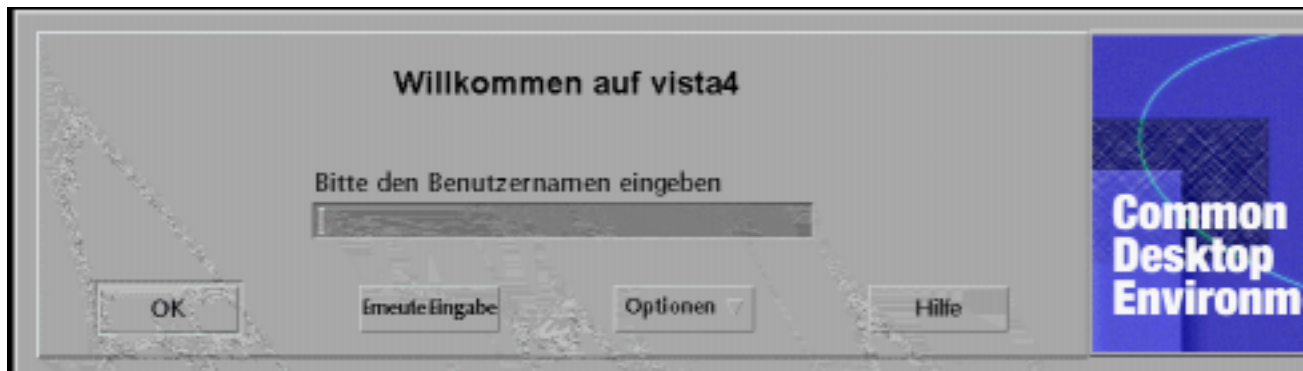 Willkommen auf vista4
Bitte den Benutzernamen eingeben
OK
Erneute Eingabe
Optionen
Hilfe
Common
Desktop
Environm